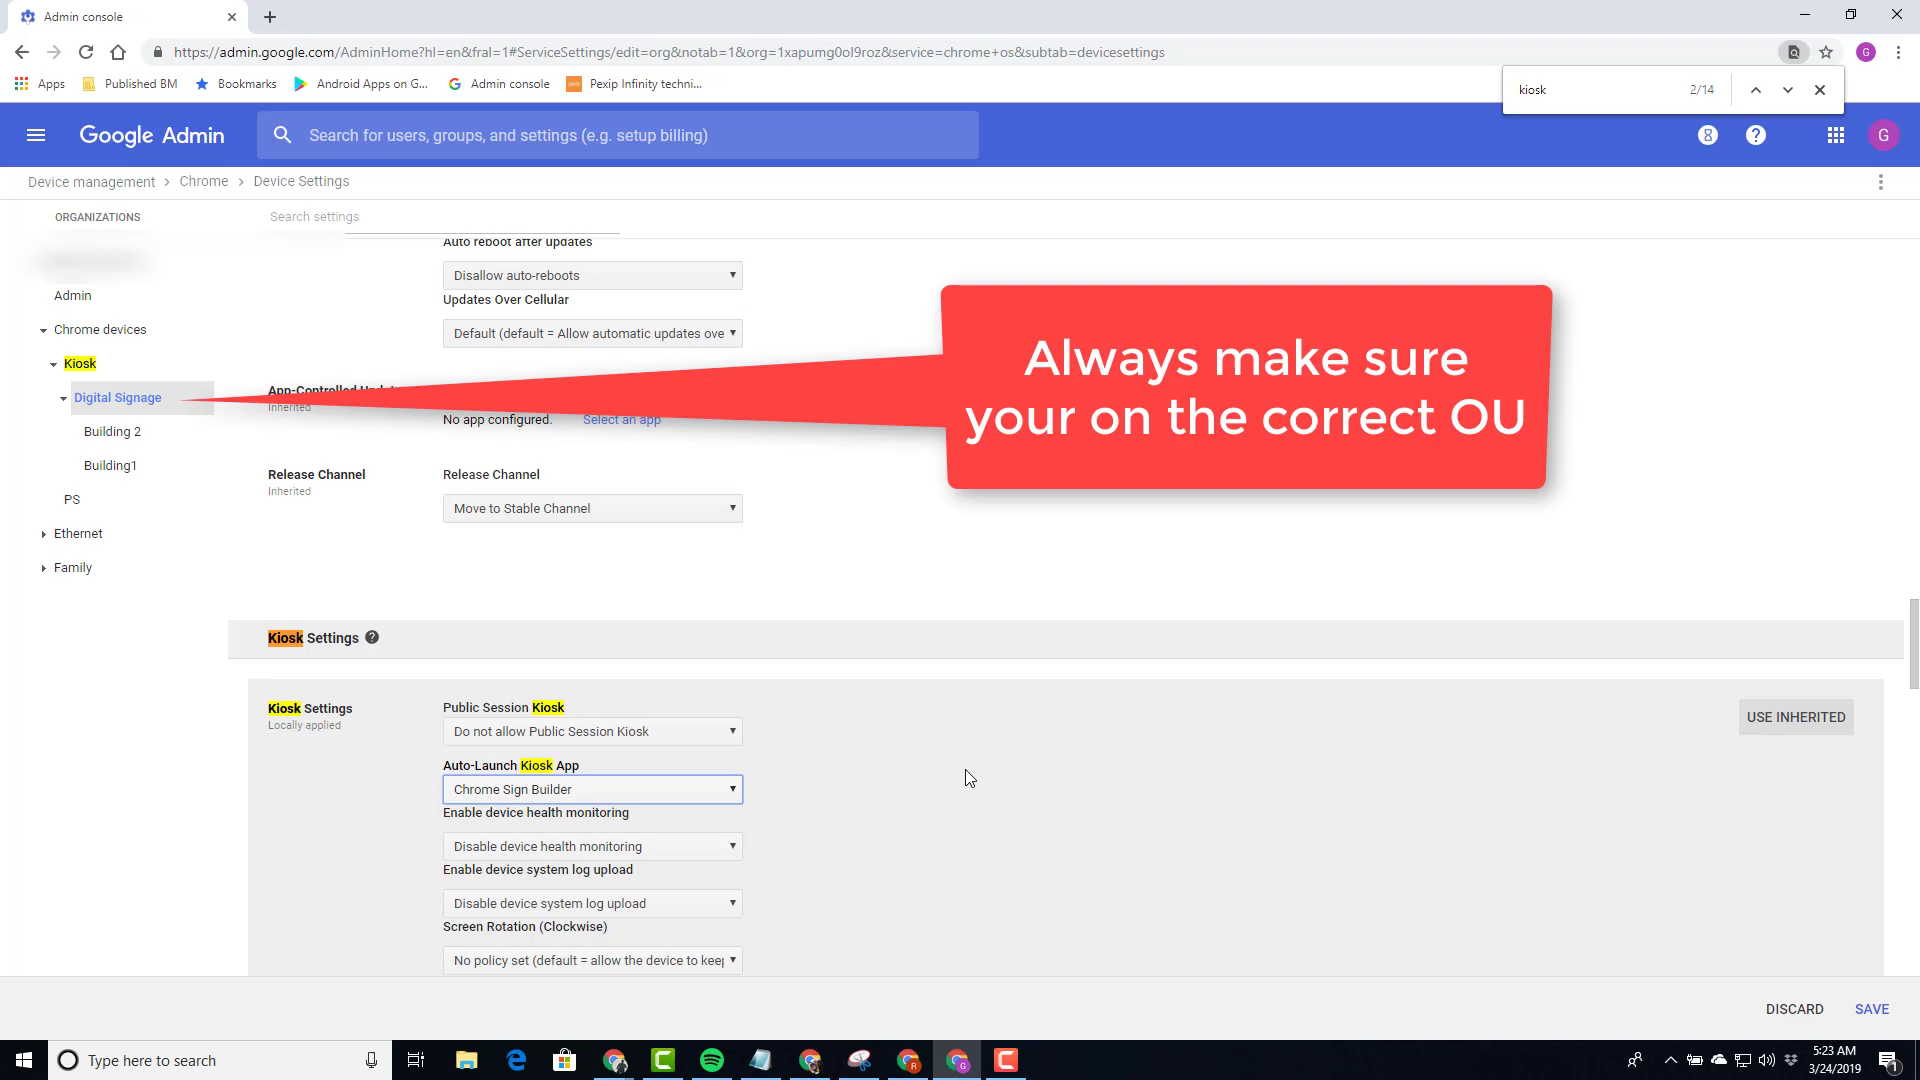 Admin console
https://admin.google.com/AdminHome?hl=en&fral=1#ServiceSettings/edit=org&notab=1&org=1xapumg0ol9roz&service=chrome+os&subtab=devicesettings
G
Apps
Published BM
Bookmarks
Android Apps on G...
Admin console
Pexip Infinity techni...
kiosk
2/14
Google Admin
Search for users, groups, and settings (e.g. setup billing)
8
?
G
Device management > Chrome > Device Settings
ORGANIZATIONS
Search settings
Admin
Chrome devices
Kiosk
Digital Signage
Building 2
Building1
PS
Ethernet
Family
Auto reboot after updates
Disallow auto-reboots
Updates Over Cellular
Default (default = Allow automatic updates ove
Inherited
No app configured. Select an app
Always make sure
your on the correct OU
Release Channel
Inherited
Release Channel
Move to Stable Channel
Kiosk Settings ?
Kiosk Settings
Locally applied
Public Session Kiosk
Do not allow Public Session Kiosk
Auto-Launch Kiosk App
Chrome Sign Builder
Enable device health monitoring
Disable device health monitoring
Enable device system log upload
Disable device system log upload
Screen Rotation (Clockwise)
No policy set (default = allow the device to keep
USE INHERITED
DISCARD
SAVE
Type here to search
5:23 AM
3/24/2019
1